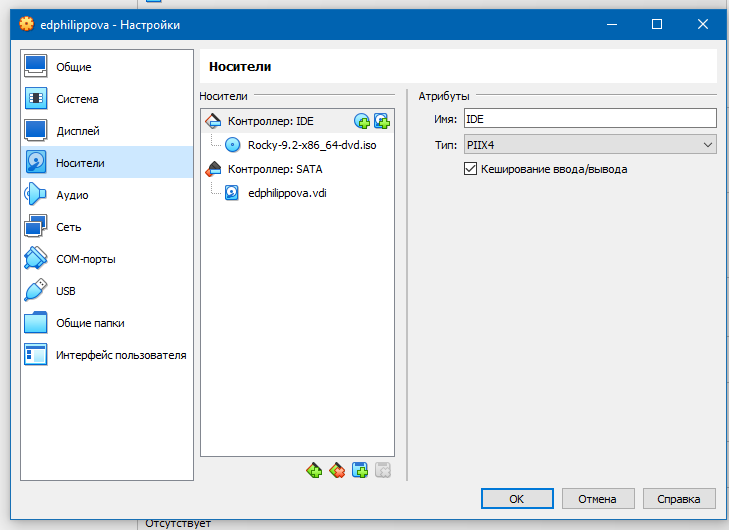 edphilippova - Настройки
Общие
Система
Дисплей
Носители
Аудио
Сеть
COM-порты
USB
Общие папки
Интерфейс пользователя
Носители
Носители
Контроллер: IDE
Rocky-9.2-x86_64-dvd.iso
Контроллер: SATA
edphilippova.vdi
Атрибуты
Имя: IDE
Тип: PIIX4
Кеширование ввода/вывода
OK
Отмена
Справка
Отсутствует